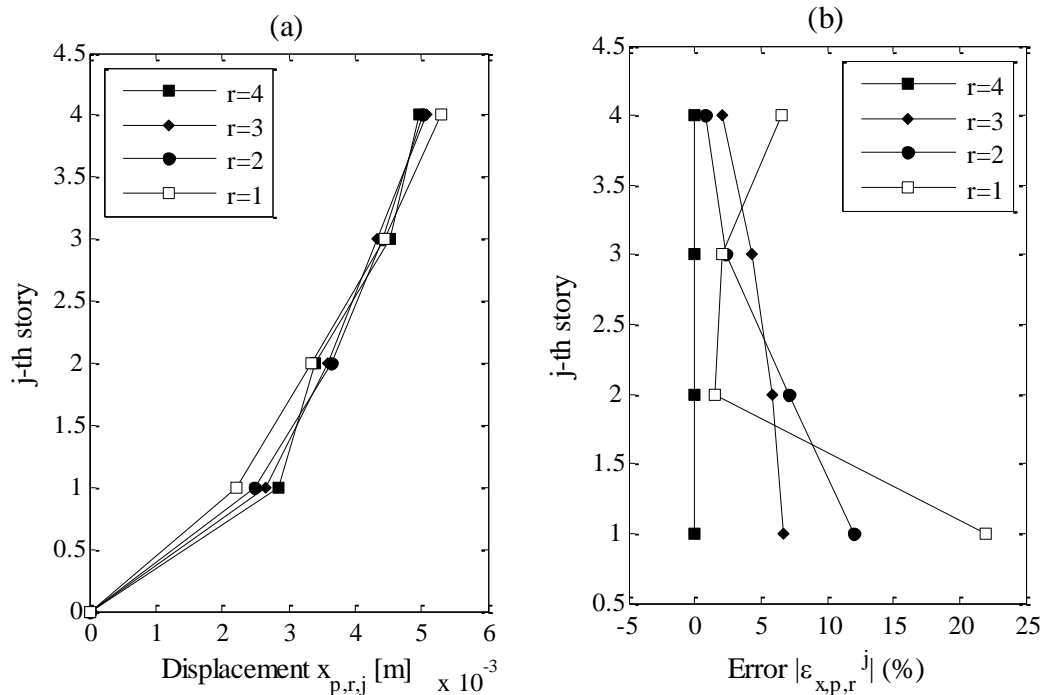 (a)
4.5
4
3.5
3
2.5
2
1.5
1
0.5
0
j-th story
r=4
r=3
r=2
r=1
0 1 2 3 4 5 6
Displacement x_{p,r,j} [m]
x 10^{-3}
(b)
4.5
4
3.5
3
2.5
2
1.5
1
0.5
j-th story
r=4
r=3
r=2
r=1
-5 0 5 10 15 20 25
Error |ε_{x,p,r}^{j}| (%)